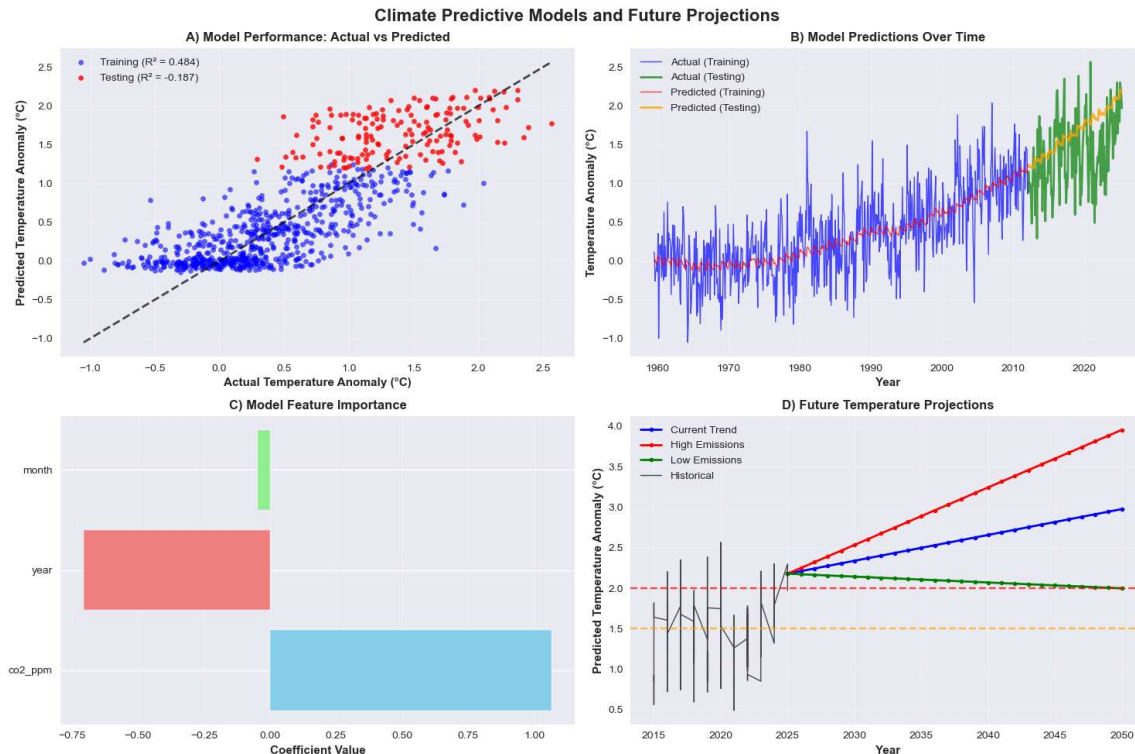 Climate Predictive Models and Future Projections
A) Model Performance: Actual vs Predicted
Training (R² = 0.484)
Testing (R² = -0.187)
2.5
2.0
1.5
1.0
0.5
0.0
−0.5
−1.0
Predicted Temperature Anomaly (°C)
−1.0 −0.5 0.0 0.5 1.0 1.5 2.0 2.5
Actual Temperature Anomaly (°C)
B) Model Predictions Over Time
Actual (Training)
Actual (Testing)
Predicted (Training)
Predicted (Testing)
2.5
2.0
1.5
1.0
0.5
0.0
−0.5
−1.0
Temperature Anomaly (°C)
1960 1970 1980 1990 2000 2010 2020
Year
C) Model Feature Importance
month
year
co2_ppm
−0.75 −0.50 −0.25 0.00 0.25 0.50 0.75 1.00
Coefficient Value
D) Future Temperature Projections
Current Trend
High Emissions
Low Emissions
Historical
4.0
3.5
3.0
2.5
2.0
1.5
1.0
0.5
Predicted Temperature Anomaly (°C)
2015 2020 2025 2030 2035 2040 2045 2050
Year